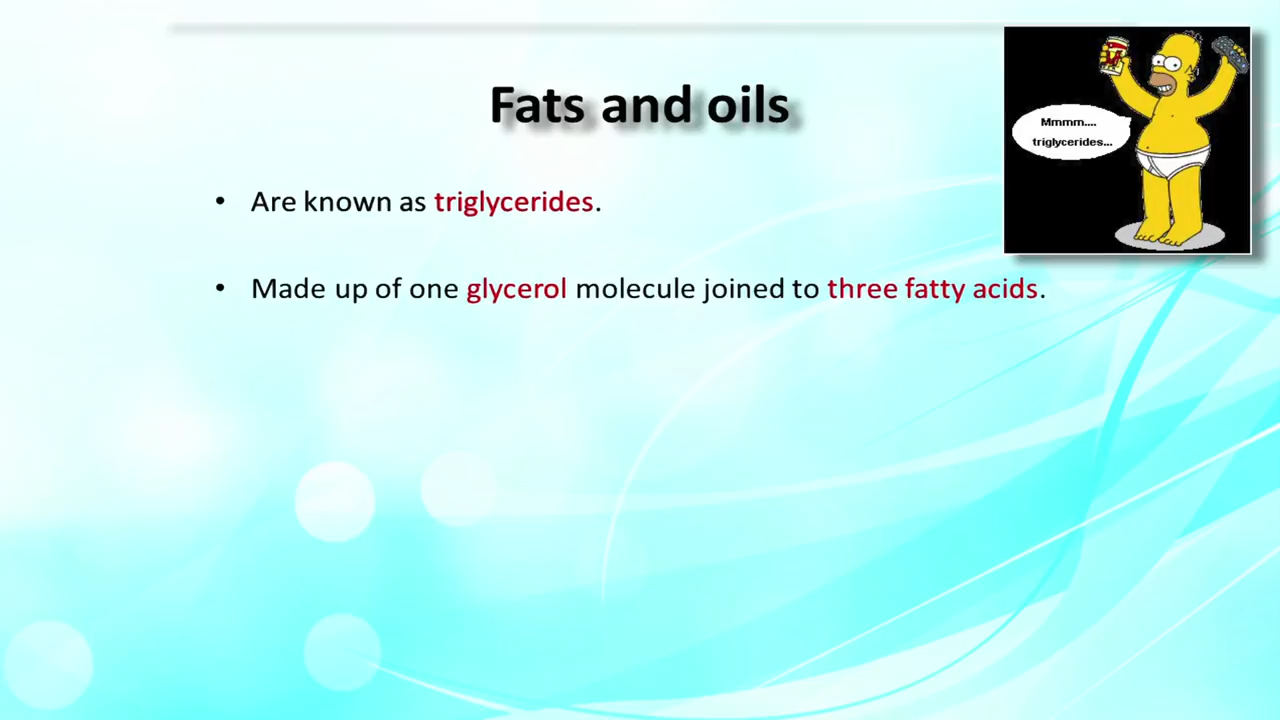 Fats and oils
Mmmm....
triglycerides...
• Are known as triglycerides.
• Made up of one glycerol molecule joined to three fatty acids.